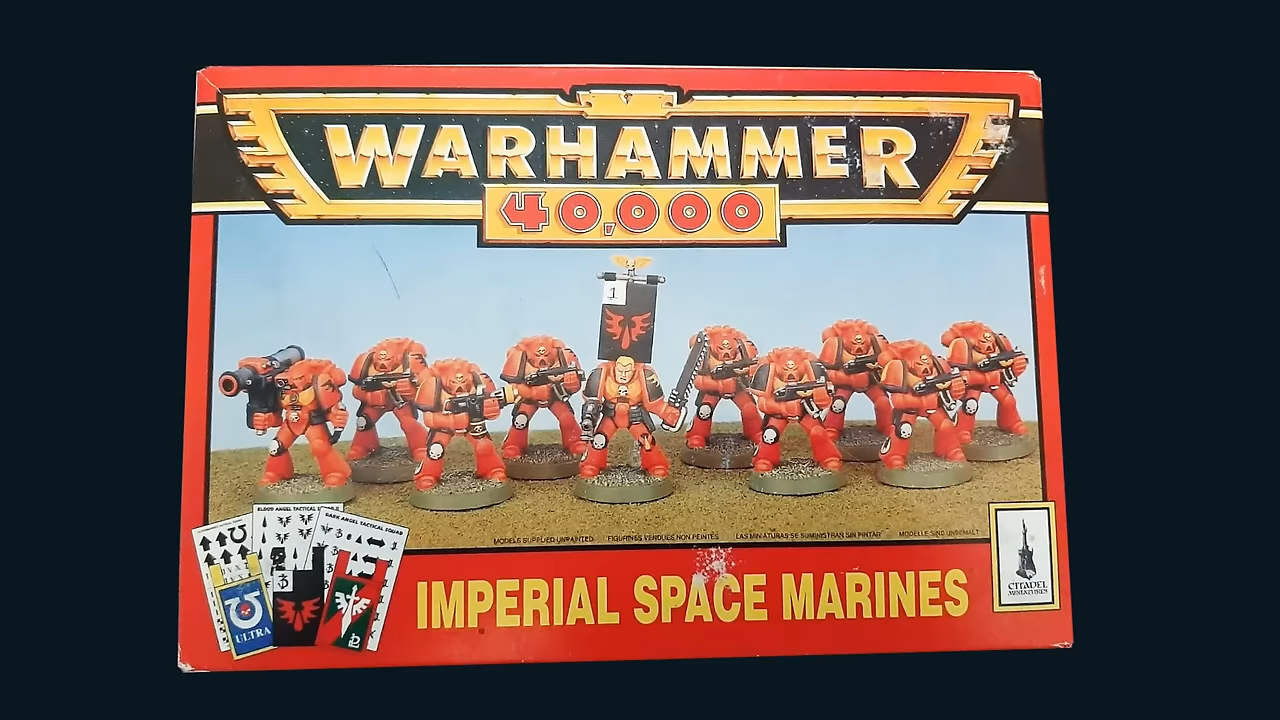 WARHAMMER
40,000
1
MODELS SUPPLIED UNPAINTED FIGURINES VENDUES NON PEINTES LAS MINIATURAS SE SUMINISTRAN SIN PINTAR MODELLE SIND UNBEMALT
BLOOD ANGEL TACTICAL SQUAD
DARK ANGEL TACTICAL SQUAD
ULTRA
IMPERIAL SPACE MARINES
CITADEL
MINIATURES